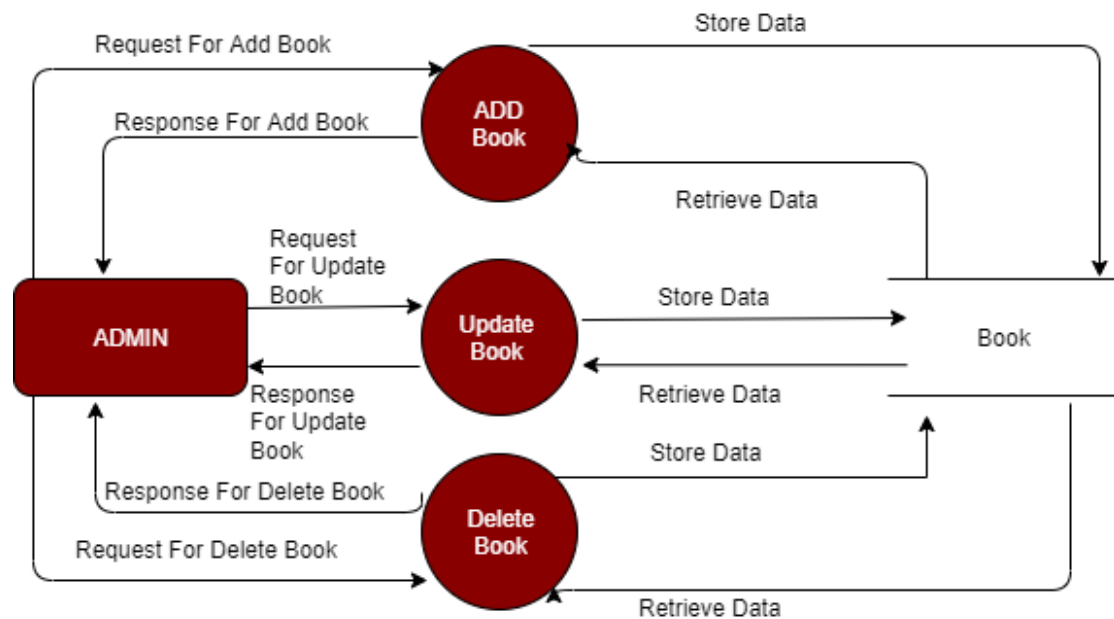 Store Data
Request For Add Book
ADD
Book
Response For Add Book
Retrieve Data
Request
For Update
Book
Store Data
ADMIN
Update
Book
Book
Response
For Update
Book
Retrieve Data
Store Data
Response For Delete Book
Delete
Book
Request For Delete Book
Retrieve Data